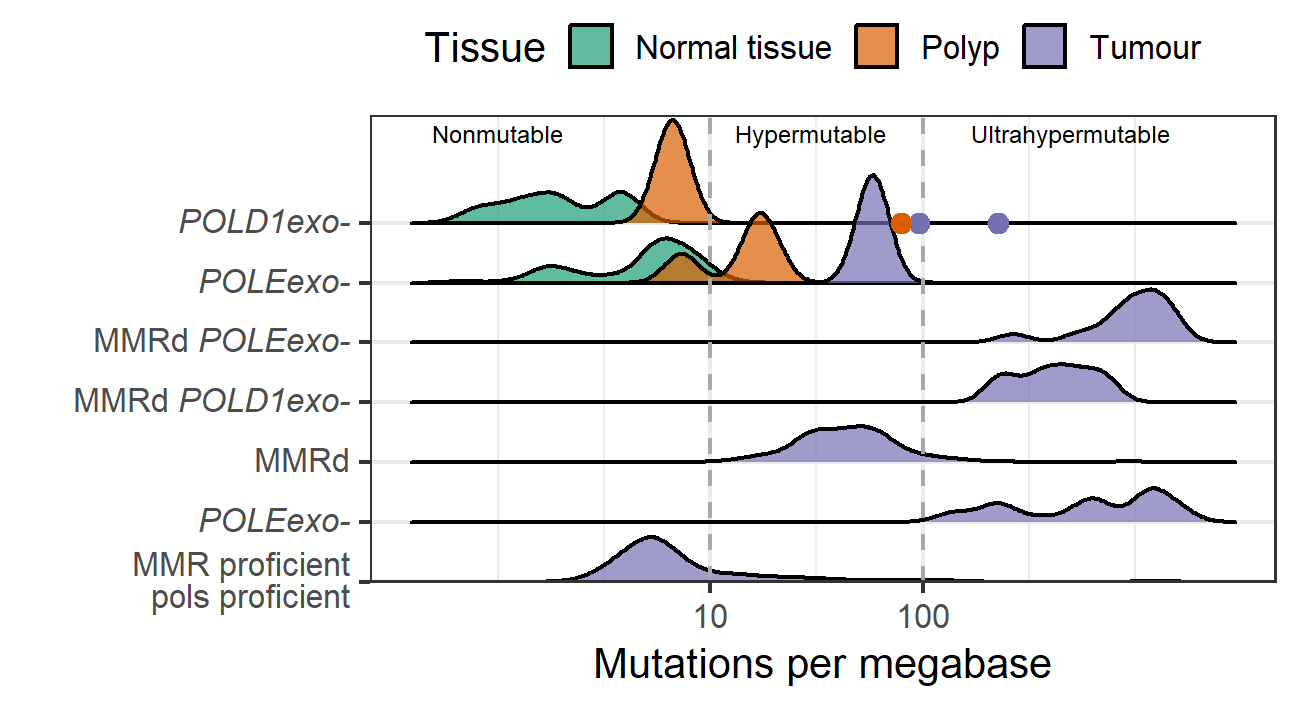 Tissue Normal tissue Polyp Tumour
Nonmutable Hypermutable Ultrahypermutable
POLD1exo-
POLEexo-
MMRd POLEexo-
MMRd POLD1exo-
MMRd
POLEexo-
MMR proficient
pols proficient
10 100
Mutations per megabase